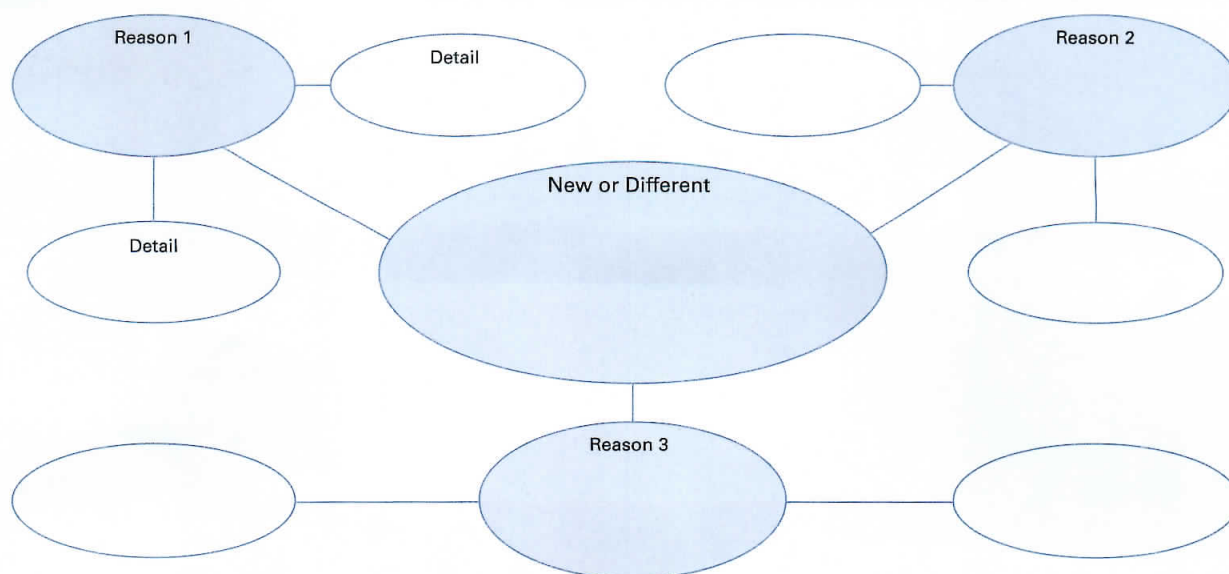 Reason 1
Detail
Reason 2
New or Different
Detail
Reason 3